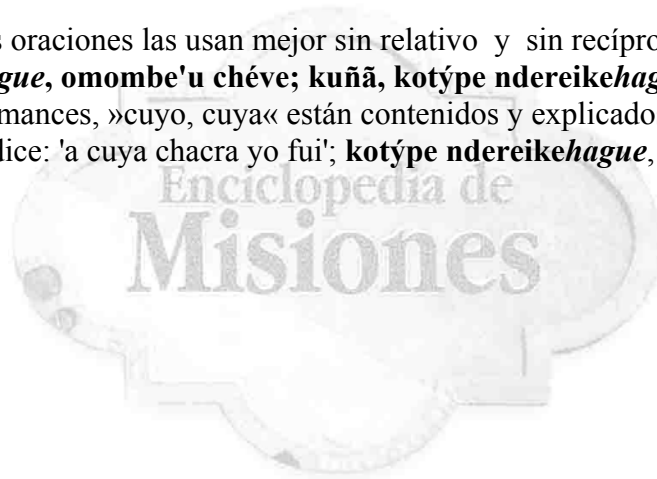 s oraciones las usan mejor sin relativo y sin recípro
gue, omombe'u chéve; kuñã, kotýpe ndereikehag
mances, »cuyo, cuya« están contenidos y explicado
dice: 'a cuya chacra yo fui'; kotýpe ndereikehague,
Enciclopedia de
Misiones